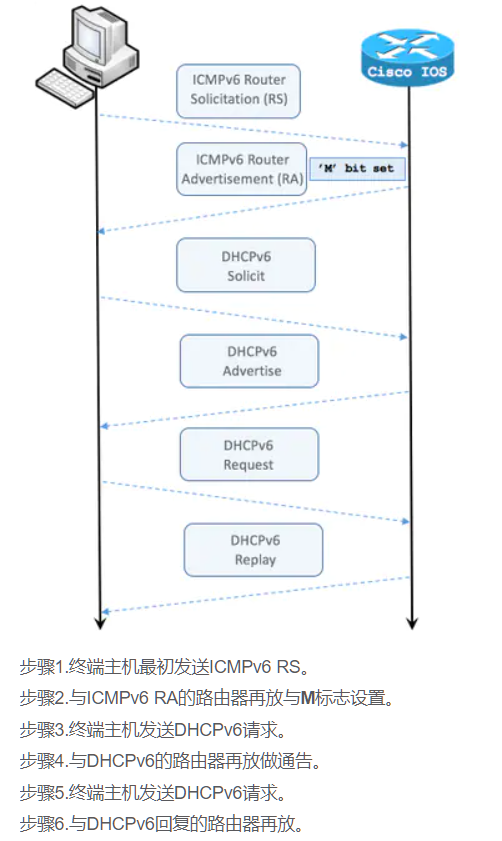 Cisco IOS
ICMPv6 Router
Solicitation (RS)
ICMPv6 Router
Advertisement (RA)
'M' bit set
DHCPv6
Solicit
DHCPv6
Advertise
DHCPv6
Request
DHCPv6
Replay
步骤1.终端主机最初发送ICMPv6 RS。
步骤2.与ICMPv6 RA的路由器再放与M标志设置。
步骤3.终端主机发送DHCPv6请求。
步骤4.与DHCPv6的路由器再放做通告。
步骤5.终端主机发送DHCPv6请求。
步骤6.与DHCPv6回复的路由器再放。